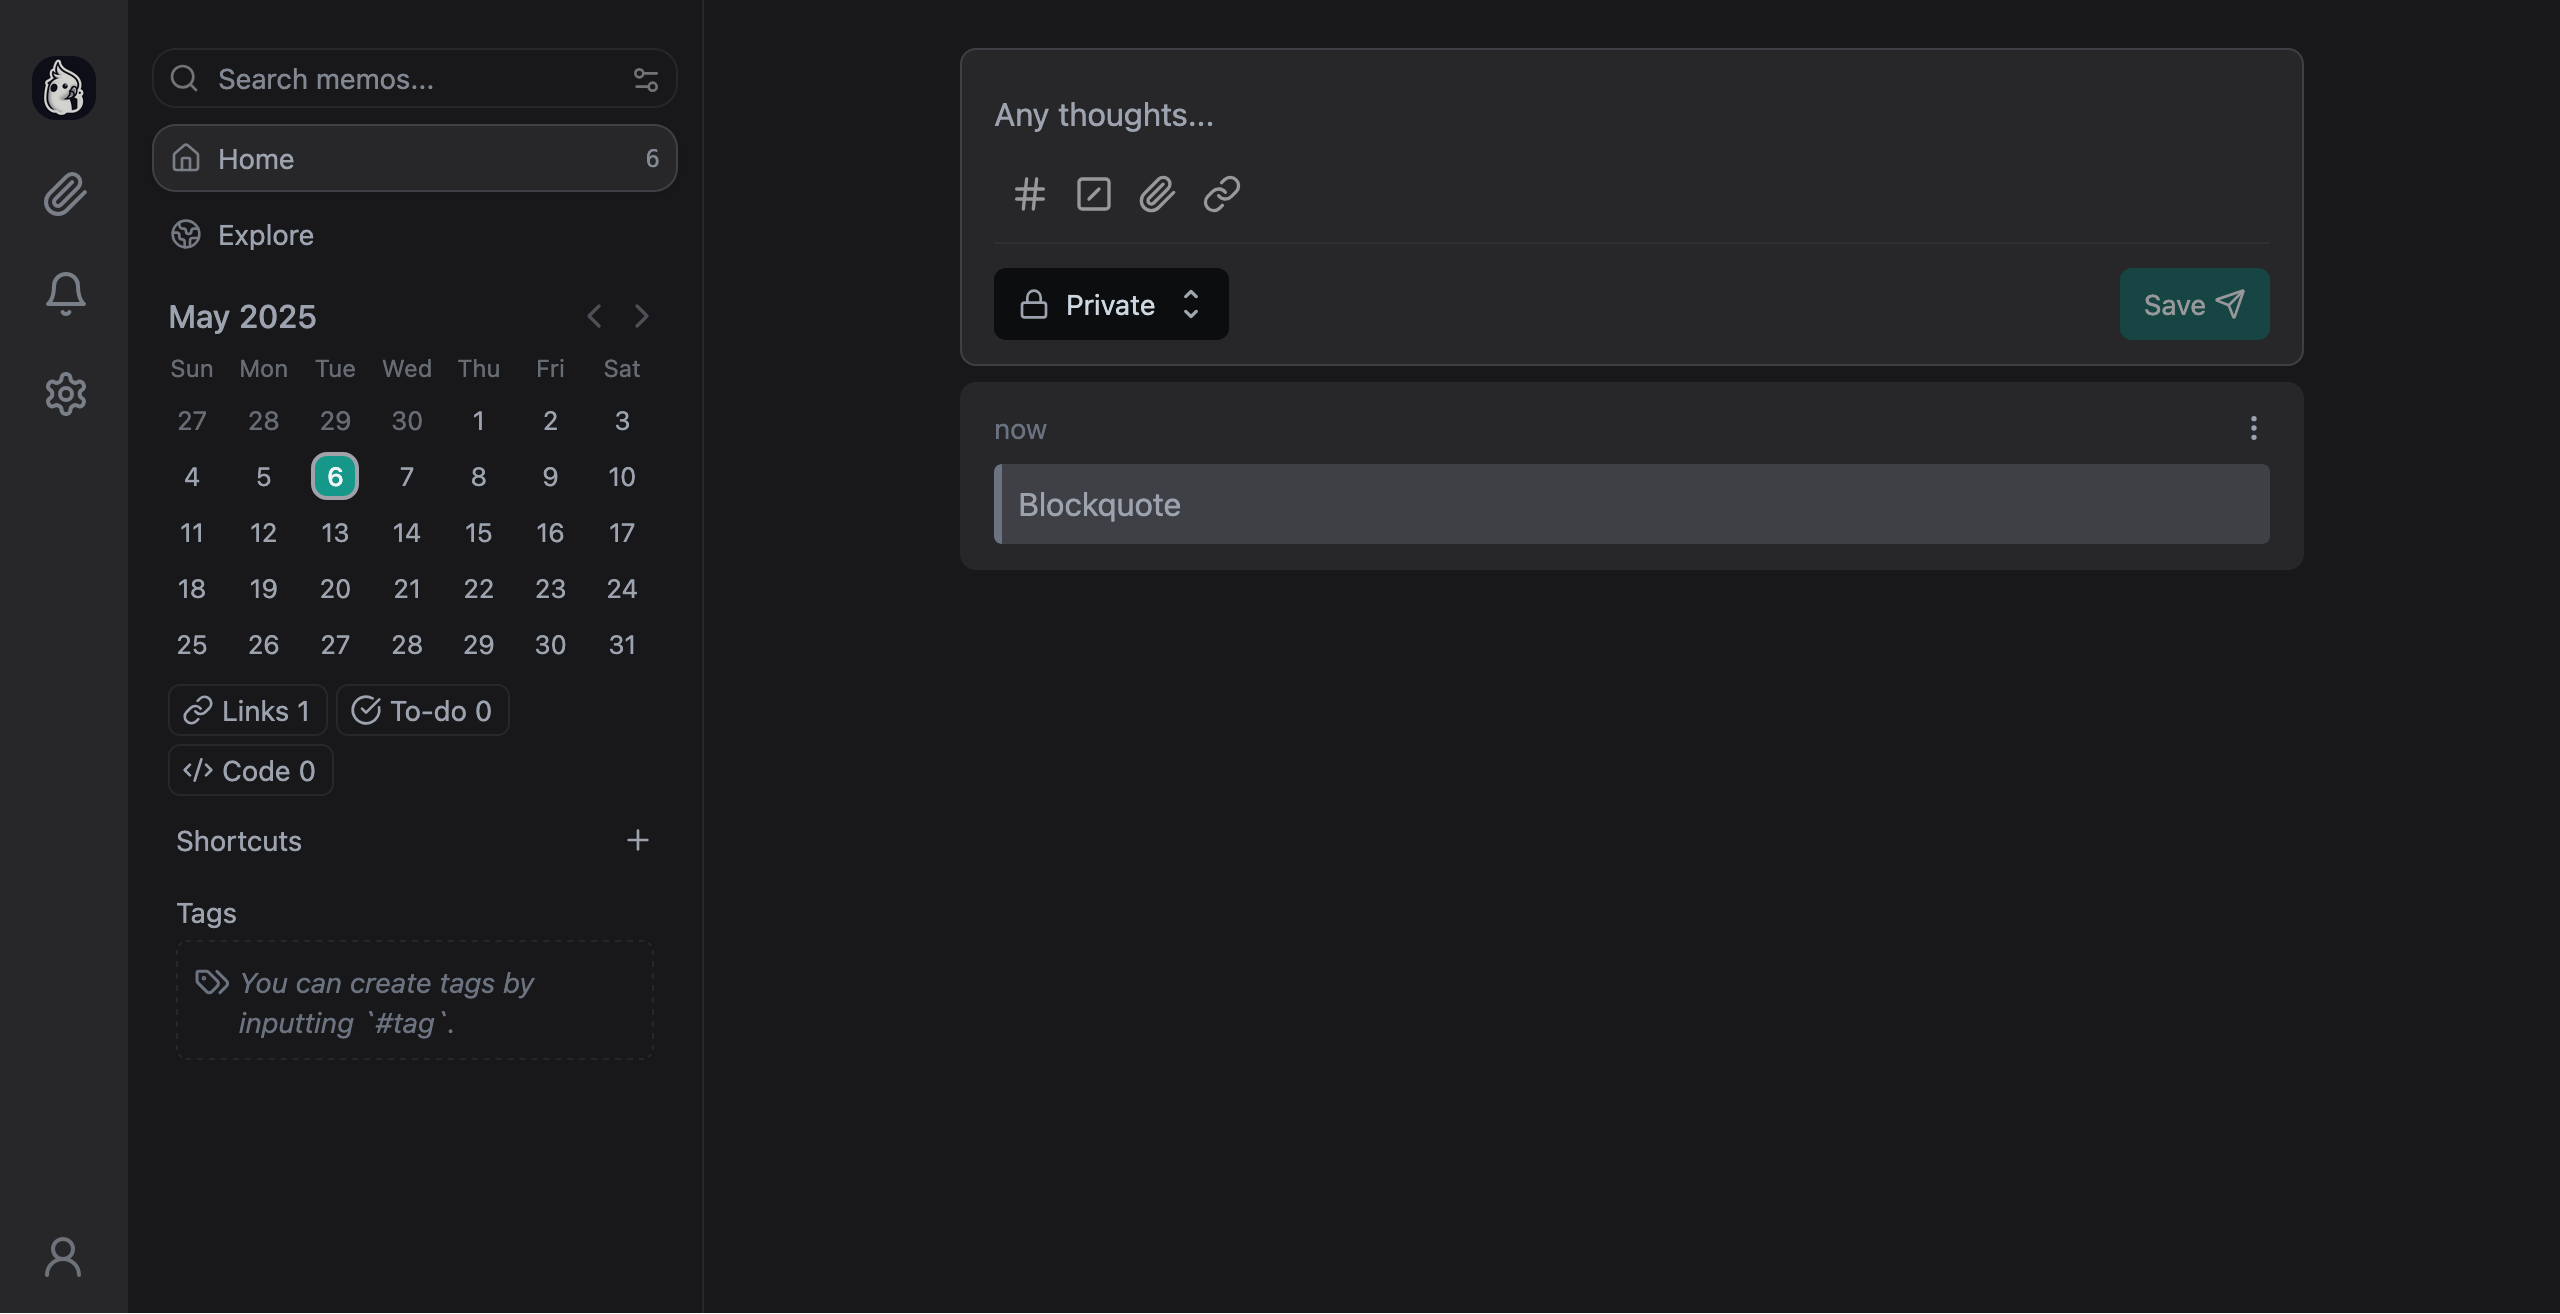 Search memos...
Home 6
Explore
May 2025
Sun Mon Tue Wed Thu Fri Sat
27 28 29 30 1 2 3
4 5 6 7 8 9 10
11 12 13 14 15 16 17
18 19 20 21 22 23 24
25 26 27 28 29 30 31
Links 1 To-do 0
Code 0
Shortcuts
Tags
You can create tags by
inputting `#tag`.
Any thoughts...
Private Save
now
Blockquote